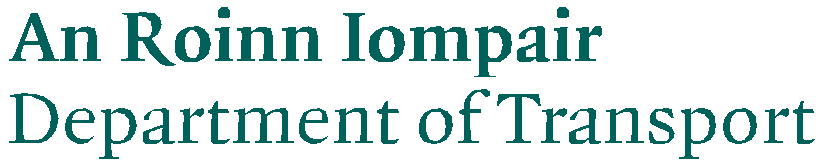 An Roinn Iompair
Department of Transport